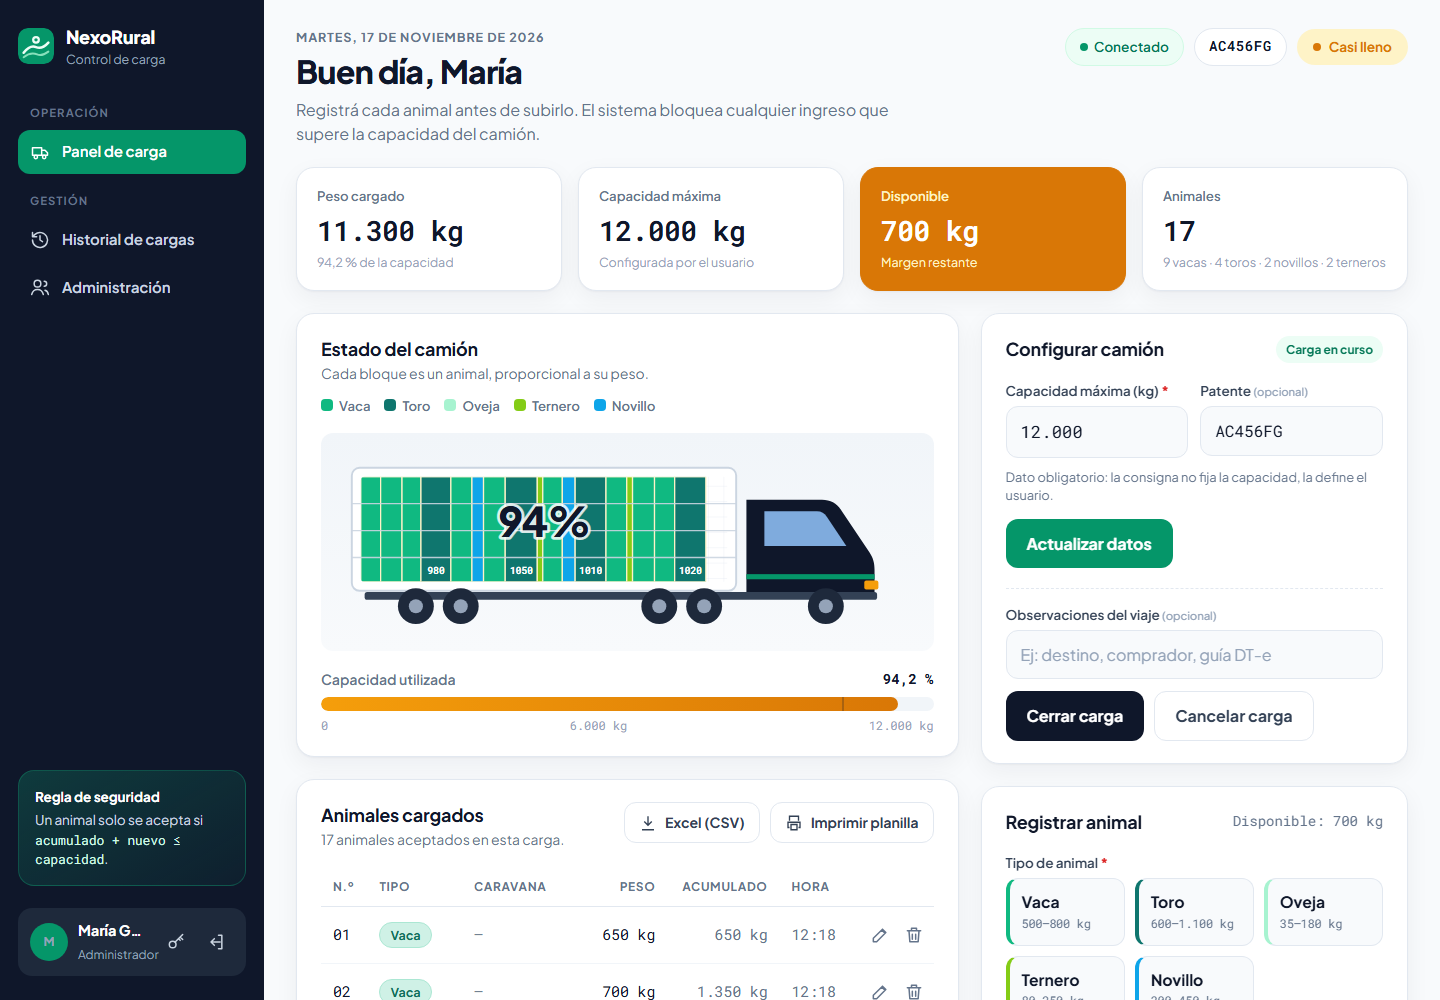 NexoRural
Control de carga
OPERACIÓN
Panel de carga
GESTIÓN
Historial de cargas
Administración
Regla de seguridad
Un animal solo se acepta si
acumulado + nuevo ≤
capacidad.
M
María G…
Administrador
MARTES, 17 DE NOVIEMBRE DE 2026
Buen día, María
Registrá cada animal antes de subirlo. El sistema bloquea cualquier ingreso que
supere la capacidad del camión.
Conectado
AC456FG
Casi lleno
Peso cargado
11.300 kg
94,2 % de la capacidad
Capacidad máxima
12.000 kg
Configurada por el usuario
Disponible
700 kg
Margen restante
Animales
17
9 vacas · 4 toros · 2 novillos · 2 terneros
Estado del camión
Cada bloque es un animal, proporcional a su peso.
Vaca Toro Oveja Ternero Novillo
94%
980 1050 1010 1020
Capacidad utilizada 94,2 %
0 6.000 kg 12.000 kg
Configurar camión
Carga en curso
Capacidad máxima (kg) *
12.000
Patente (opcional)
AC456FG
Dato obligatorio: la consigna no fija la capacidad, la define el
usuario.
Actualizar datos
Observaciones del viaje (opcional)
Ej: destino, comprador, guía DT-e
Cerrar carga
Cancelar carga
Animales cargados
17 animales aceptados en esta carga.
Excel (CSV)
Imprimir planilla
N.º TIPO CARAVANA PESO ACUMULADO HORA
01 Vaca — 650 kg 650 kg 12:18
02 Vaca — 700 kg 1.350 kg 12:18
Registrar animal
Disponible: 700 kg
Tipo de animal *
Vaca
500–800 kg
Toro
600–1.100 kg
Oveja
35–180 kg
Ternero
80–250 kg
Novillo
200–450 kg